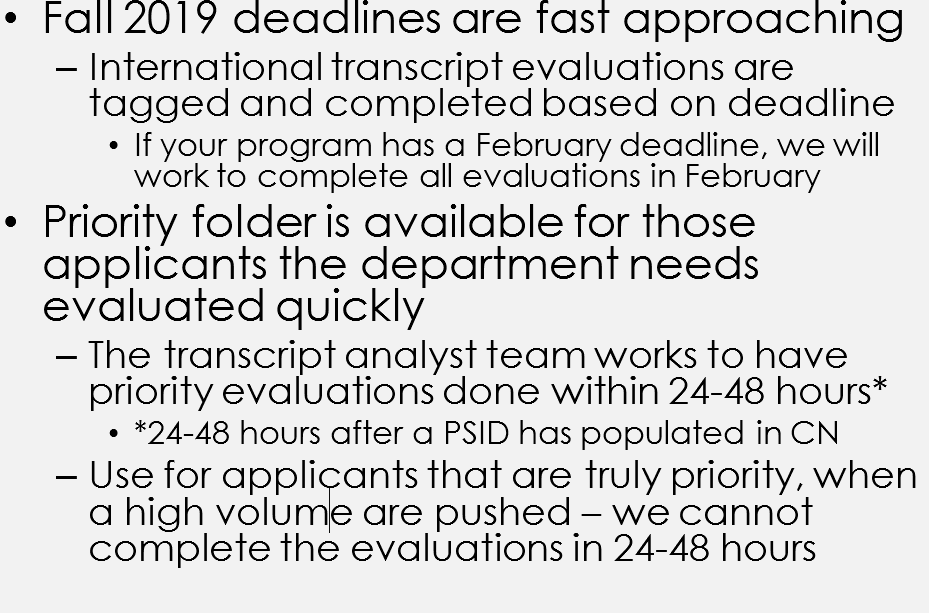 • Fall 2019 deadlines are fast approaching
– International transcript evaluations are
tagged and completed based on deadline
• If your program has a February deadline, we will
work to complete all evaluations in February
• Priority folder is available for those
applicants the department needs
evaluated quickly
– The transcript analyst team works to have
priority evaluations done within 24-48 hours*
• *24-48 hours after a PSID has populated in CN
– Use for applicants that are truly priority, when
a high volume are pushed – we cannot
complete the evaluations in 24-48 hours